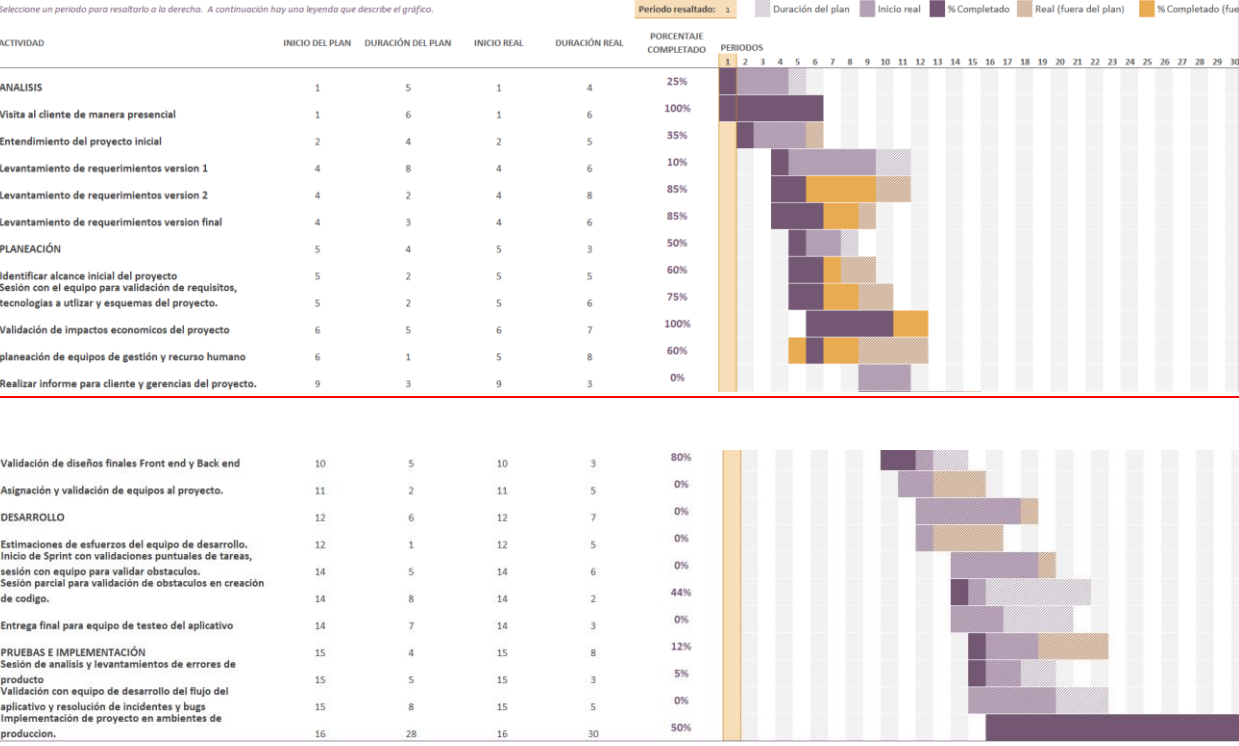 Seleccione un periodo para resaltarlo a la derecha. A continuación hay una leyenda que describe el gráfico.
Periodo resaltado: 1 Duración del plan Inicio real % Completado Real (fuera del plan) % Completado (fue
ACTIVIDAD INICIO DEL PLAN DURACIÓN DEL PLAN INICIO REAL DURACIÓN REAL PORCENTAJE COMPLETADO PERIODOS
1 2 3 4 5 6 7 8 9 10 11 12 13 14 15 16 17 18 19 20 21 22 23 24 25 26 27 28 29 30
ANALISIS 1 5 1 4 25%
Visita al cliente de manera presencial 1 6 1 6 100%
Entendimiento del proyecto inicial 2 4 2 5 35%
Levantamiento de requerimientos version 1 4 8 4 6 10%
Levantamiento de requerimientos version 2 4 2 4 8 85%
Levantamiento de requerimientos version final 4 3 4 6 85%
PLANEACIÓN 5 4 5 3 50%
Identificar alcance inicial del proyecto 5 2 5 5 60%
Sesión con el equipo para validación de requisitos,
tecnologias a utlizar y esquemas del proyecto. 5 2 5 6 75%
Validación de impactos economicos del proyecto 6 5 6 7 100%
planeación de equipos de gestión y recurso humano 6 1 5 8 60%
Realizar informe para cliente y gerencias del proyecto. 9 3 9 3 0%
Validación de diseños finales Front end y Back end 10 5 10 3 80%
Asignación y validación de equipos al proyecto. 11 2 11 5 0%
DESARROLLO 12 6 12 7 0%
Estimaciones de esfuerzos del equipo de desarrollo. 12 1 12 5 0%
Inicio de Sprint con validaciones puntuales de tareas,
sesión con equipo para validar obstaculos. 14 5 14 6 0%
Sesión parcial para validación de obstaculos en creación
de codigo. 14 8 14 2 44%
Entrega final para equipo de testeo del aplicativo 14 7 14 3 0%
PRUEBAS E IMPLEMENTACIÓN 15 4 15 8 12%
Sesión de analisis y levantamientos de errores de
producto 15 5 15 3 5%
Validación con equipo de desarrollo del flujo del
aplicativo y resolución de incidentes y bugs 15 8 15 5 0%
Implementación de proyecto en ambientes de
produccion. 16 28 16 30 50%